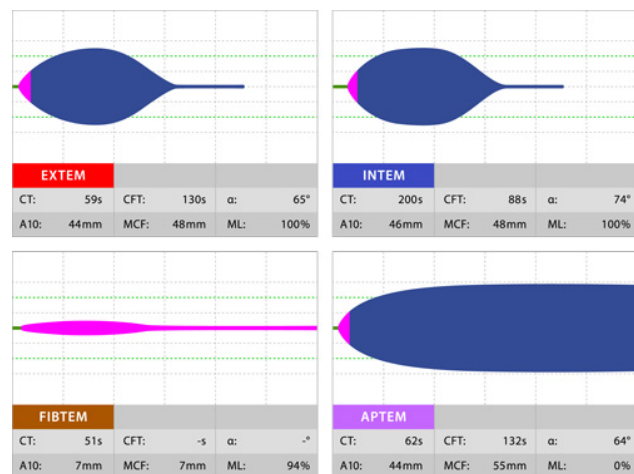 EXTEM
CT: 59s CFT: 130s α: 65°
A10: 44mm MCF: 48mm ML: 100%
INTEM
CT: 200s CFT: 88s α: 74°
A10: 46mm MCF: 48mm ML: 100%
FIBTEM
CT: 51s CFT: -s α: -°
A10: 7mm MCF: 7mm ML: 94%
APTEM
CT: 62s CFT: 132s α: 64°
A10: 44mm MCF: 55mm ML: 0%